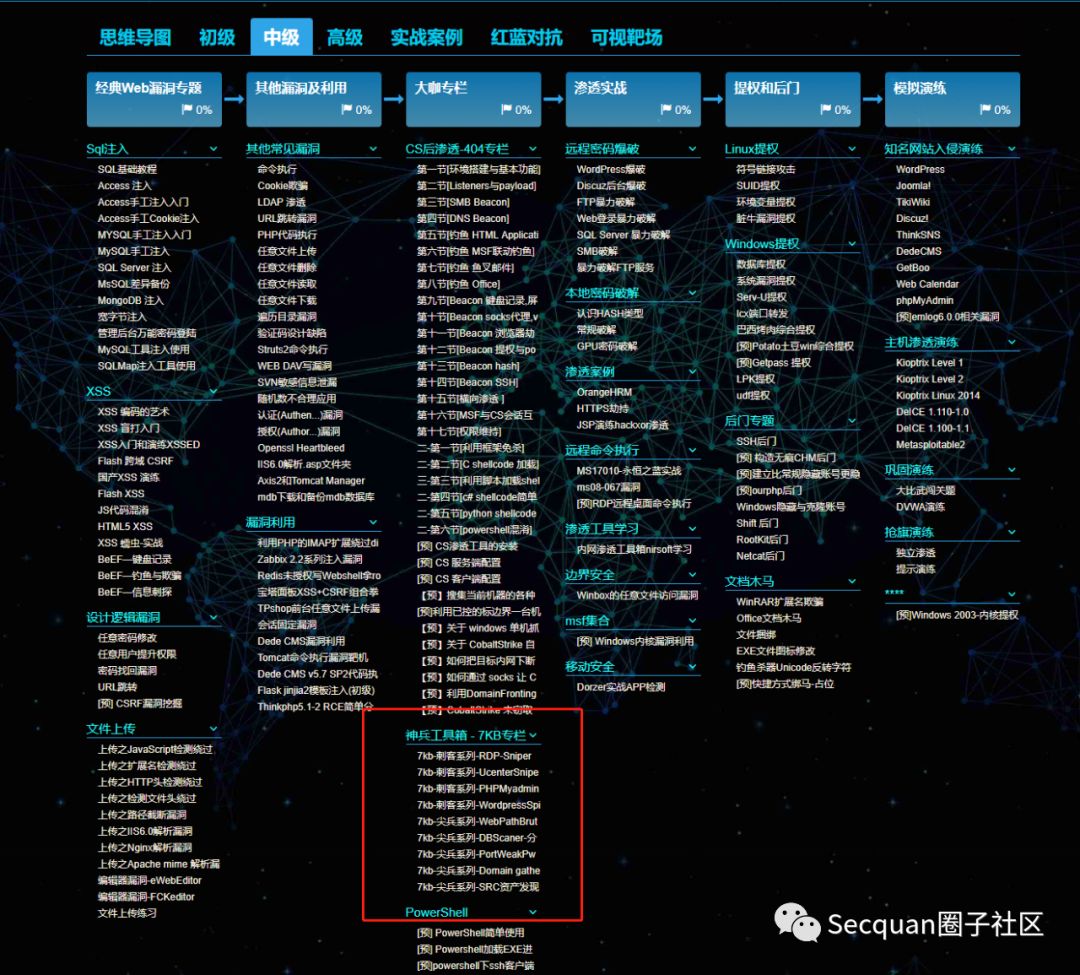 思维导图 初级 中级 高级 实战案例 红蓝对抗 可视靶场
经典Web漏洞专题
0%
Sql注入
SQL基础教程
Access 注入
Access手工注入入门
Access手工Cookie注入
MYSQL手工注入入门
MySQL手工注入
SQL Server 注入
MsSQL差异备份
MongoDB 注入
宽字节注入
管理后台万能密码登陆
MySQL工具注入使用
SQLMap注入工具使用
XSS
XSS 编码的艺术
XSS 盲打入门
XSS入门和演练XSSED
Flash 跨域 CSRF
国产XSS 演练
Flash XSS
JS代码混淆
HTML5 XSS
XSS 蠕虫-实战
BeEF—键盘记录
BeEF—钓鱼与欺骗
BeEF—信息刺探
设计逻辑漏洞
任意密码修改
任意用户提升权限
密码找回漏洞
URL跳转
[预] CSRF漏洞挖掘
文件上传
上传之JavaScript检测绕过
上传之扩展名检测绕过
上传之HTTP头检测绕过
上传之检测文件头绕过
上传之路径截断漏洞
上传之IIS6.0解析漏洞
上传之Nginx解析漏洞
上传之Apache mime 解析漏
编辑器漏洞-eWebEditor
编辑器漏洞-FCKeditor
文件上传练习
其他漏洞及利用
0%
其他常见漏洞
命令执行
Cookie欺骗
LDAP 渗透
URL跳转漏洞
PHP代码执行
任意文件上传
任意文件删除
任意文件读取
任意文件下载
遍历目录漏洞
验证码设计缺陷
Struts2命令执行
WEB DAV写漏洞
SVN敏感信息泄漏
随机数不合理应用
认证(Authen...)漏洞
授权(Author...)漏洞
Openssl Heartbleed
IIS6.0解析.asp文件夹
Axis2和Tomcat Manager
mdb下载和备份mdb数据库
漏洞利用
利用PHP的IMAP扩展绕过di
Zabbix 2.2系列注入漏洞
Redis未授权写Webshell拿ro
宝塔面板XSS+CSRF组合拳
TPshop前台任意文件上传漏
会话固定漏洞
Dede CMS漏洞利用
Tomcat命令执行漏洞靶机
Dede CMS v5.7 SP2代码执
Flask jinjia2模板注入(初级)
Thinkphp5.1-2 RCE简单分
大咖专栏
0%
CS后渗透-404专栏
第一节[环境搭建与基本功能]
第二节[Listeners与payload]
第三节[SMB Beacon]
第四节[DNS Beacon]
第五节[钓鱼 HTML Applicati
第六节[钓鱼 MSF联动钓鱼]
第七节[钓鱼 鱼叉邮件]
第八节[钓鱼 Office]
第九节[Beacon 键盘记录,屏
第十节[Beacon socks代理,v
第十一节[Beacon 浏览器劫
第十二节[Beacon 提权与po
第十三节[Beacon hash]
第十四节[Beacon SSH]
第十五节[横向渗透 ]
第十六节[MSF与CS会话互
第十七节[权限维持]
二-第一节[利用框架免杀]
二-第二节[C shellcode 加载]
三-第三节[利用脚本加载shel
二-第四节[c# shellcode简单
二-第五节[python shellcode
二-第六节[powershell混淆]
[预] CS渗透工具的安装
[预] CS 服务端配置
[预] CS 客户端配置
【预】搜集当前机器的各种
[预]利用已控的标边界一台机
【预】关于 windows 单机抓
【预】关于 CobaltStrike 自
【预】如何把目标内网下断
【预】如何通过 socks 让 C
【预】利用DomainFronting
【预】CobaltStrike 来窃取
神兵工具箱 - 7KB专栏
7kb-刺客系列-RDP-Sniper
7kb-刺客系列-UcenterSnipe
7kb-刺客系列-PHPMyadmin
7kb-刺客系列-WordpressSpi
7kb-尖兵系列-WebPathBrut
7kb-尖兵系列-DBScaner-分
7kb-尖兵系列-PortWeakPw
7kb-尖兵系列-Domain gathe
7kb-尖兵系列-SRC资产发现
PowerShell
[预] PowerShell简单使用
[预] Powershell加载EXE进
[预]powershell下ssh客户端
渗透实战
0%
远程密码爆破
WordPress爆破
Discuz后台爆破
FTP暴力破解
Web登录暴力破解
SQL Server 暴力破解
SMB破解
暴力破解FTP服务
本地密码破解
认识HASH类型
常规破解
GPU密码破解
渗透案例
OrangeHRM
HTTPS劫持
JSP演练hackxor渗透
远程命令执行
MS17010-永恒之蓝实战
ms08-067漏洞
[预]RDP远程桌面命令执行
渗透工具学习
内网渗透工具箱nirsoft学习
边界安全
Winbox的任意文件访问漏洞
msf集合
[预] Windows内核漏洞利用
移动安全
Dorzer实战APP检测
提权和后门
0%
Linux提权
符号链接攻击
SUID提权
环境变量提权
脏牛漏洞提权
Windows提权
数据库提权
系统漏洞提权
Serv-U提权
lcx端口转发
巴西烤肉综合提权
[预]Potato土豆win综合提权
[预]Getpass 提权
LPK提权
udf提权
后门专题
SSH后门
[预] 构造无痕CHM后门
[预]建立比常规隐藏账号更隐
[预]ourphp后门
Windows隐藏与克隆账号
Shift 后门
RootKit后门
Netcat后门
文档木马
WinRAR扩展名欺骗
Office文档木马
文件捆绑
EXE文件图标修改
钓鱼杀器Unicode反转字符
[预]快捷方式绑马-占位
模拟演练
0%
知名网站入侵演练
WordPress
Joomla!
TikiWiki
Discuz!
ThinkSNS
DedeCMS
GetBoo
Web Calendar
phpMyAdmin
[预]emlog6.0.0相关漏洞
主机渗透演练
Kioptrix Level 1
Kioptrix Level 2
Kioptrix Linux 2014
DeICE 1.110-1.0
DeICE 1.100-1.1
Metasploitable2
巩固演练
大比武闯关题
DVWA演练
抢旗演练
独立渗透
提示演练
****
[预]Windows 2003-内核提权
Secquan圈子社区